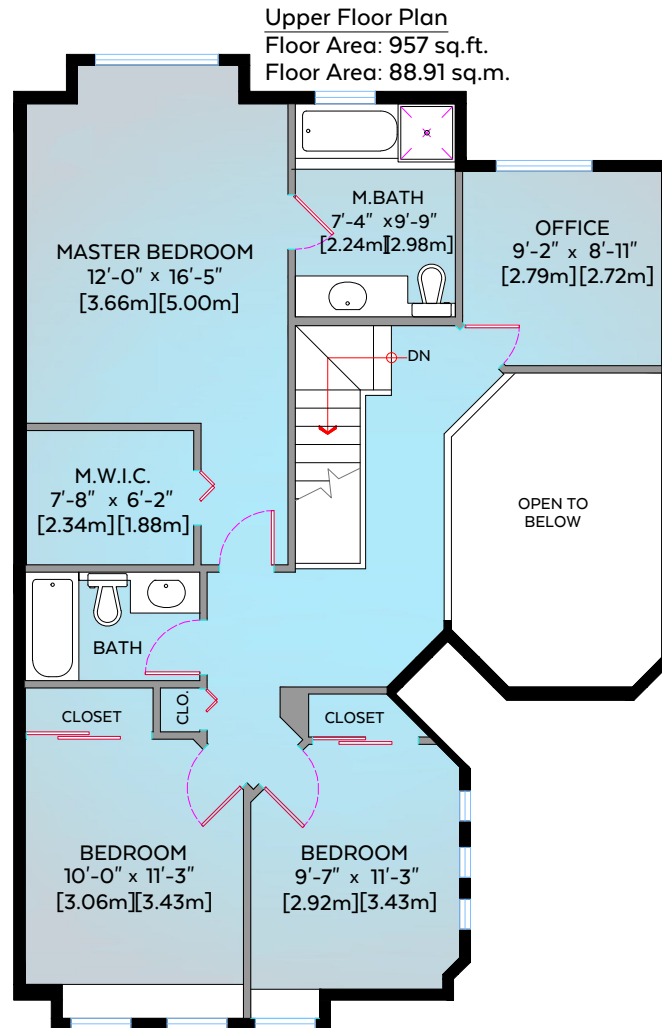 Upper Floor Plan
Floor Area: 957 sq.ft.
Floor Area: 88.91 sq.m.
M.BATH
7'-4" x9'-9"
[2.24m][2.98m]
OFFICE
9'-2" x 8'-11"
[2.79m][2.72m]
MASTER BEDROOM
12'-0" x 16'-5"
[3.66m][5.00m]
DN
M.W.I.C.
7'-8" x 6'-2"
[2.34m][1.88m]
OPEN TO
BELOW
BATH
CLOSET
CLO.
CLOSET
BEDROOM
10'-0" x 11'-3"
[3.06m][3.43m]
BEDROOM
9'-7" x 11'-3"
[2.92m][3.43m]